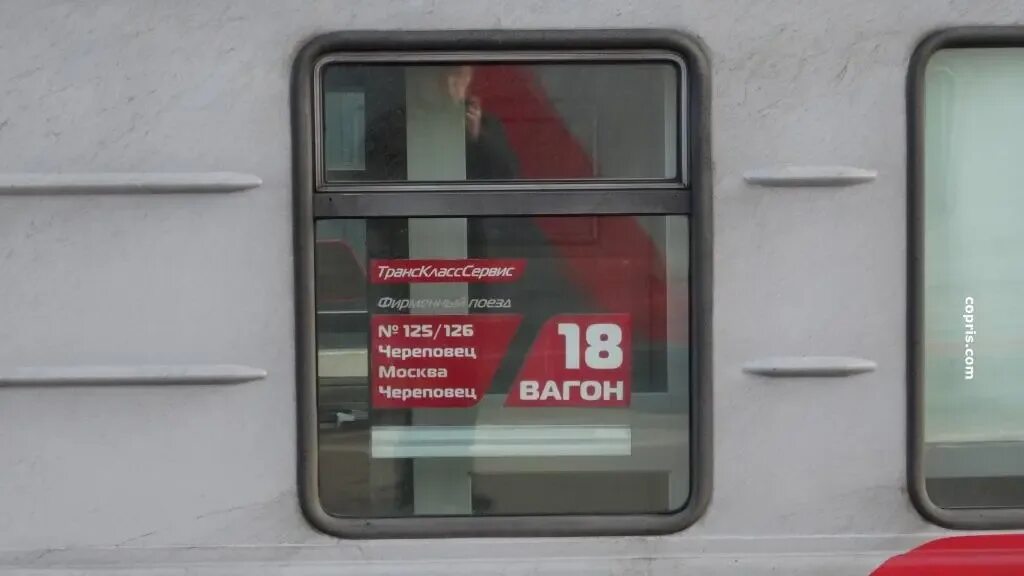 ТрансКлассСервис
Фирменный поезд
№ 125/126
Череповец
Москва
Череповец
18
ВАГОН
copris.com